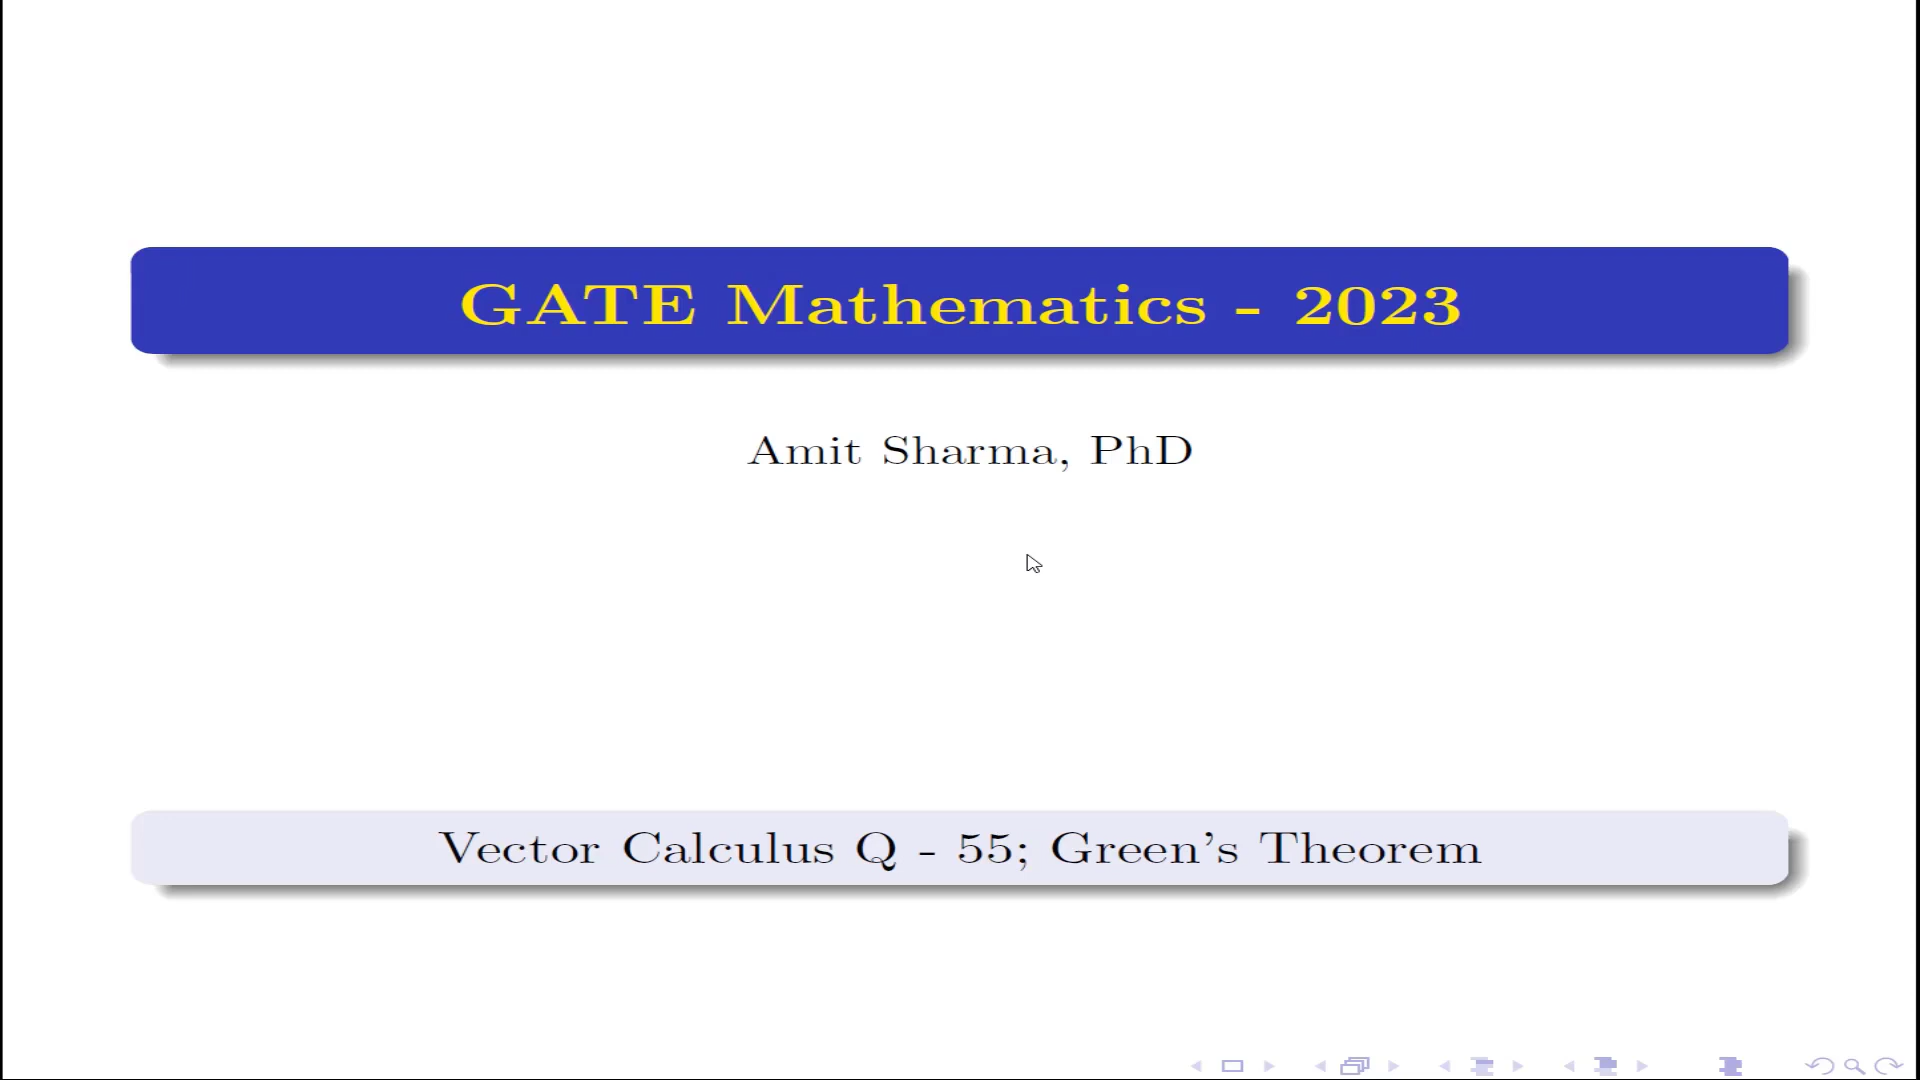 GATE Mathematics - 2023
Amit Sharma, PhD
Vector Calculus Q - 55; Green's Theorem